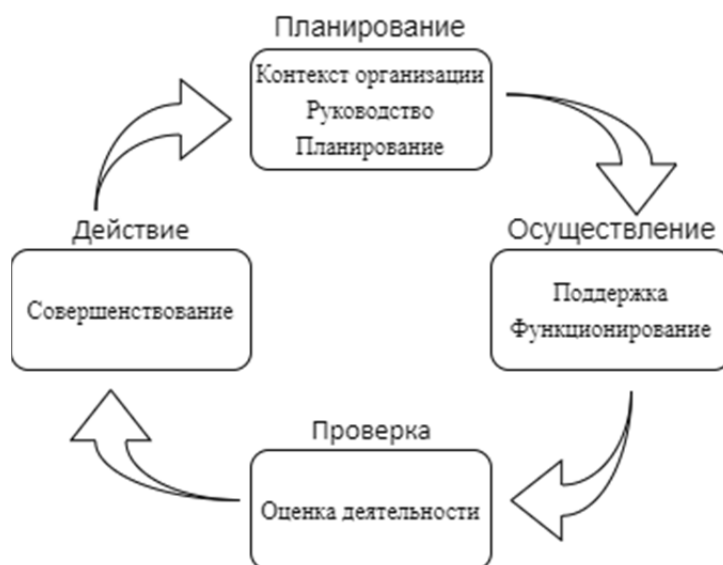 Планирование
Контекст организации
Руководство
Планирование
Действие
Осуществление
Совершенствование
Поддержка
Функционирование
Проверка
Оценка деятельности